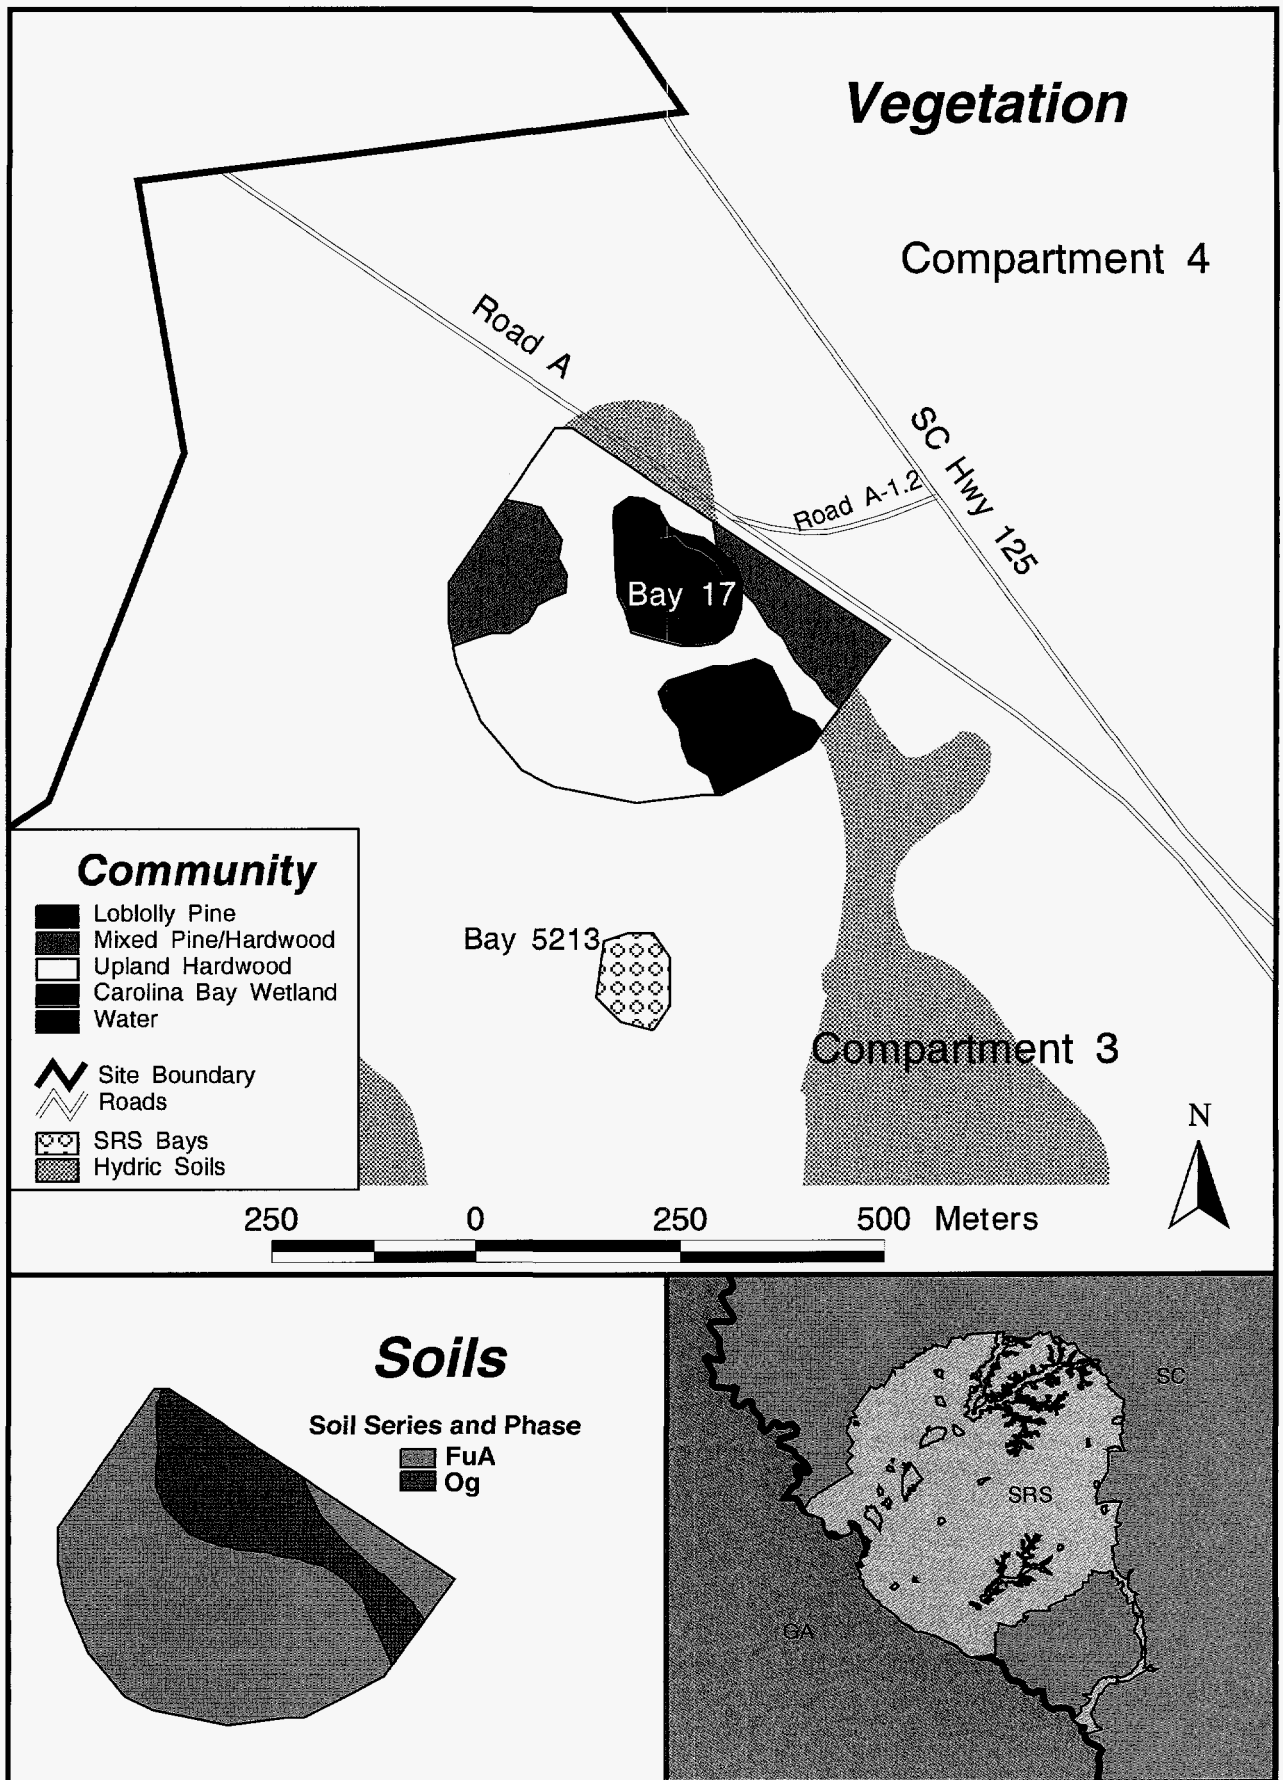 Vegetation
Compartment 4
Road A
SC Hwy 125
Road A-1.2
Bay 17
Community
Loblolly Pine
Mixed Pine/Hardwood
Upland Hardwood
Carolina Bay Wetland
Water
Site Boundary
Roads
SRS Bays
Hydric Soils
Bay 5213
Compartment 3
N
250 0 250 500 Meters
Soils
Soil Series and Phase
FuA
Og
SC
SRS
GA